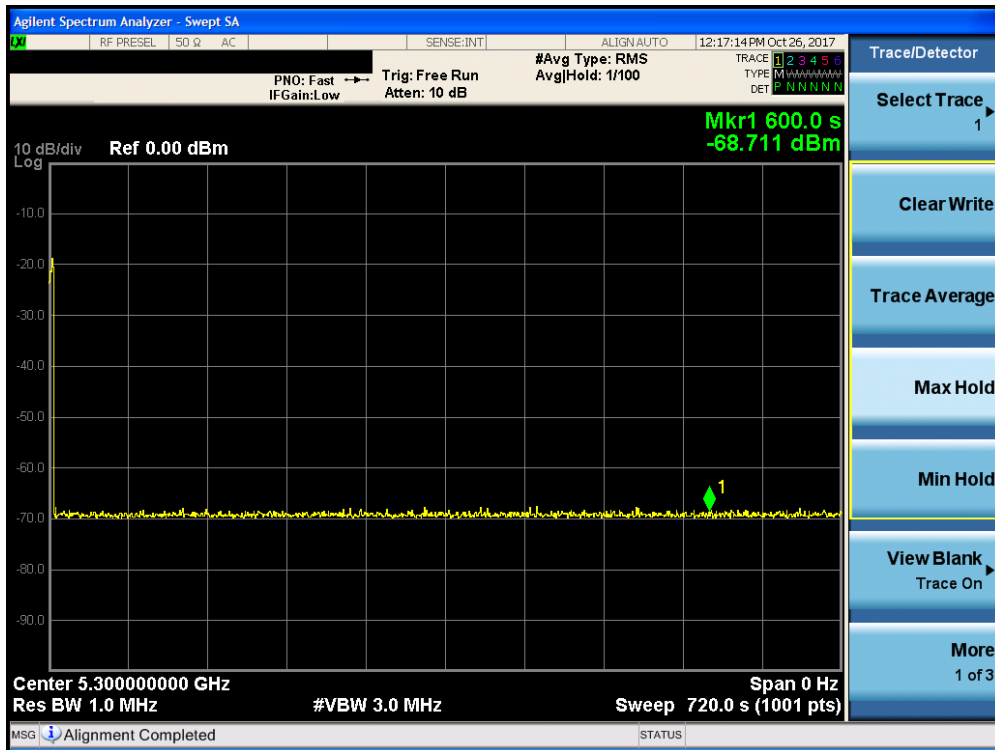 Agilent Spectrum Analyzer - Swept SA
LXI RF PRESEL 50 Ω AC SENSE:INT ALIGN AUTO 12:17:14 PM Oct 26, 2017
PNO: Fast Trig: Free Run #Avg Type: RMS TRACE 1 2 3 4 5 6
IFGain:Low Atten: 10 dB Avg|Hold: 1/100 TYPE M W W W W W
DET P N N N N N
Mkr1 600.0 s
-68.711 dBm
10 dB/div Ref 0.00 dBm
Log
-10.0
-20.0
-30.0
-40.0
-50.0
-60.0
1
-70.0
-80.0
-90.0
Center 5.300000000 GHz Span 0 Hz
Res BW 1.0 MHz #VBW 3.0 MHz Sweep 720.0 s (1001 pts)
MSG Alignment Completed STATUS
Trace/Detector
Select Trace
1
Clear Write
Trace Average
Max Hold
Min Hold
View Blank
Trace On
More
1 of 3